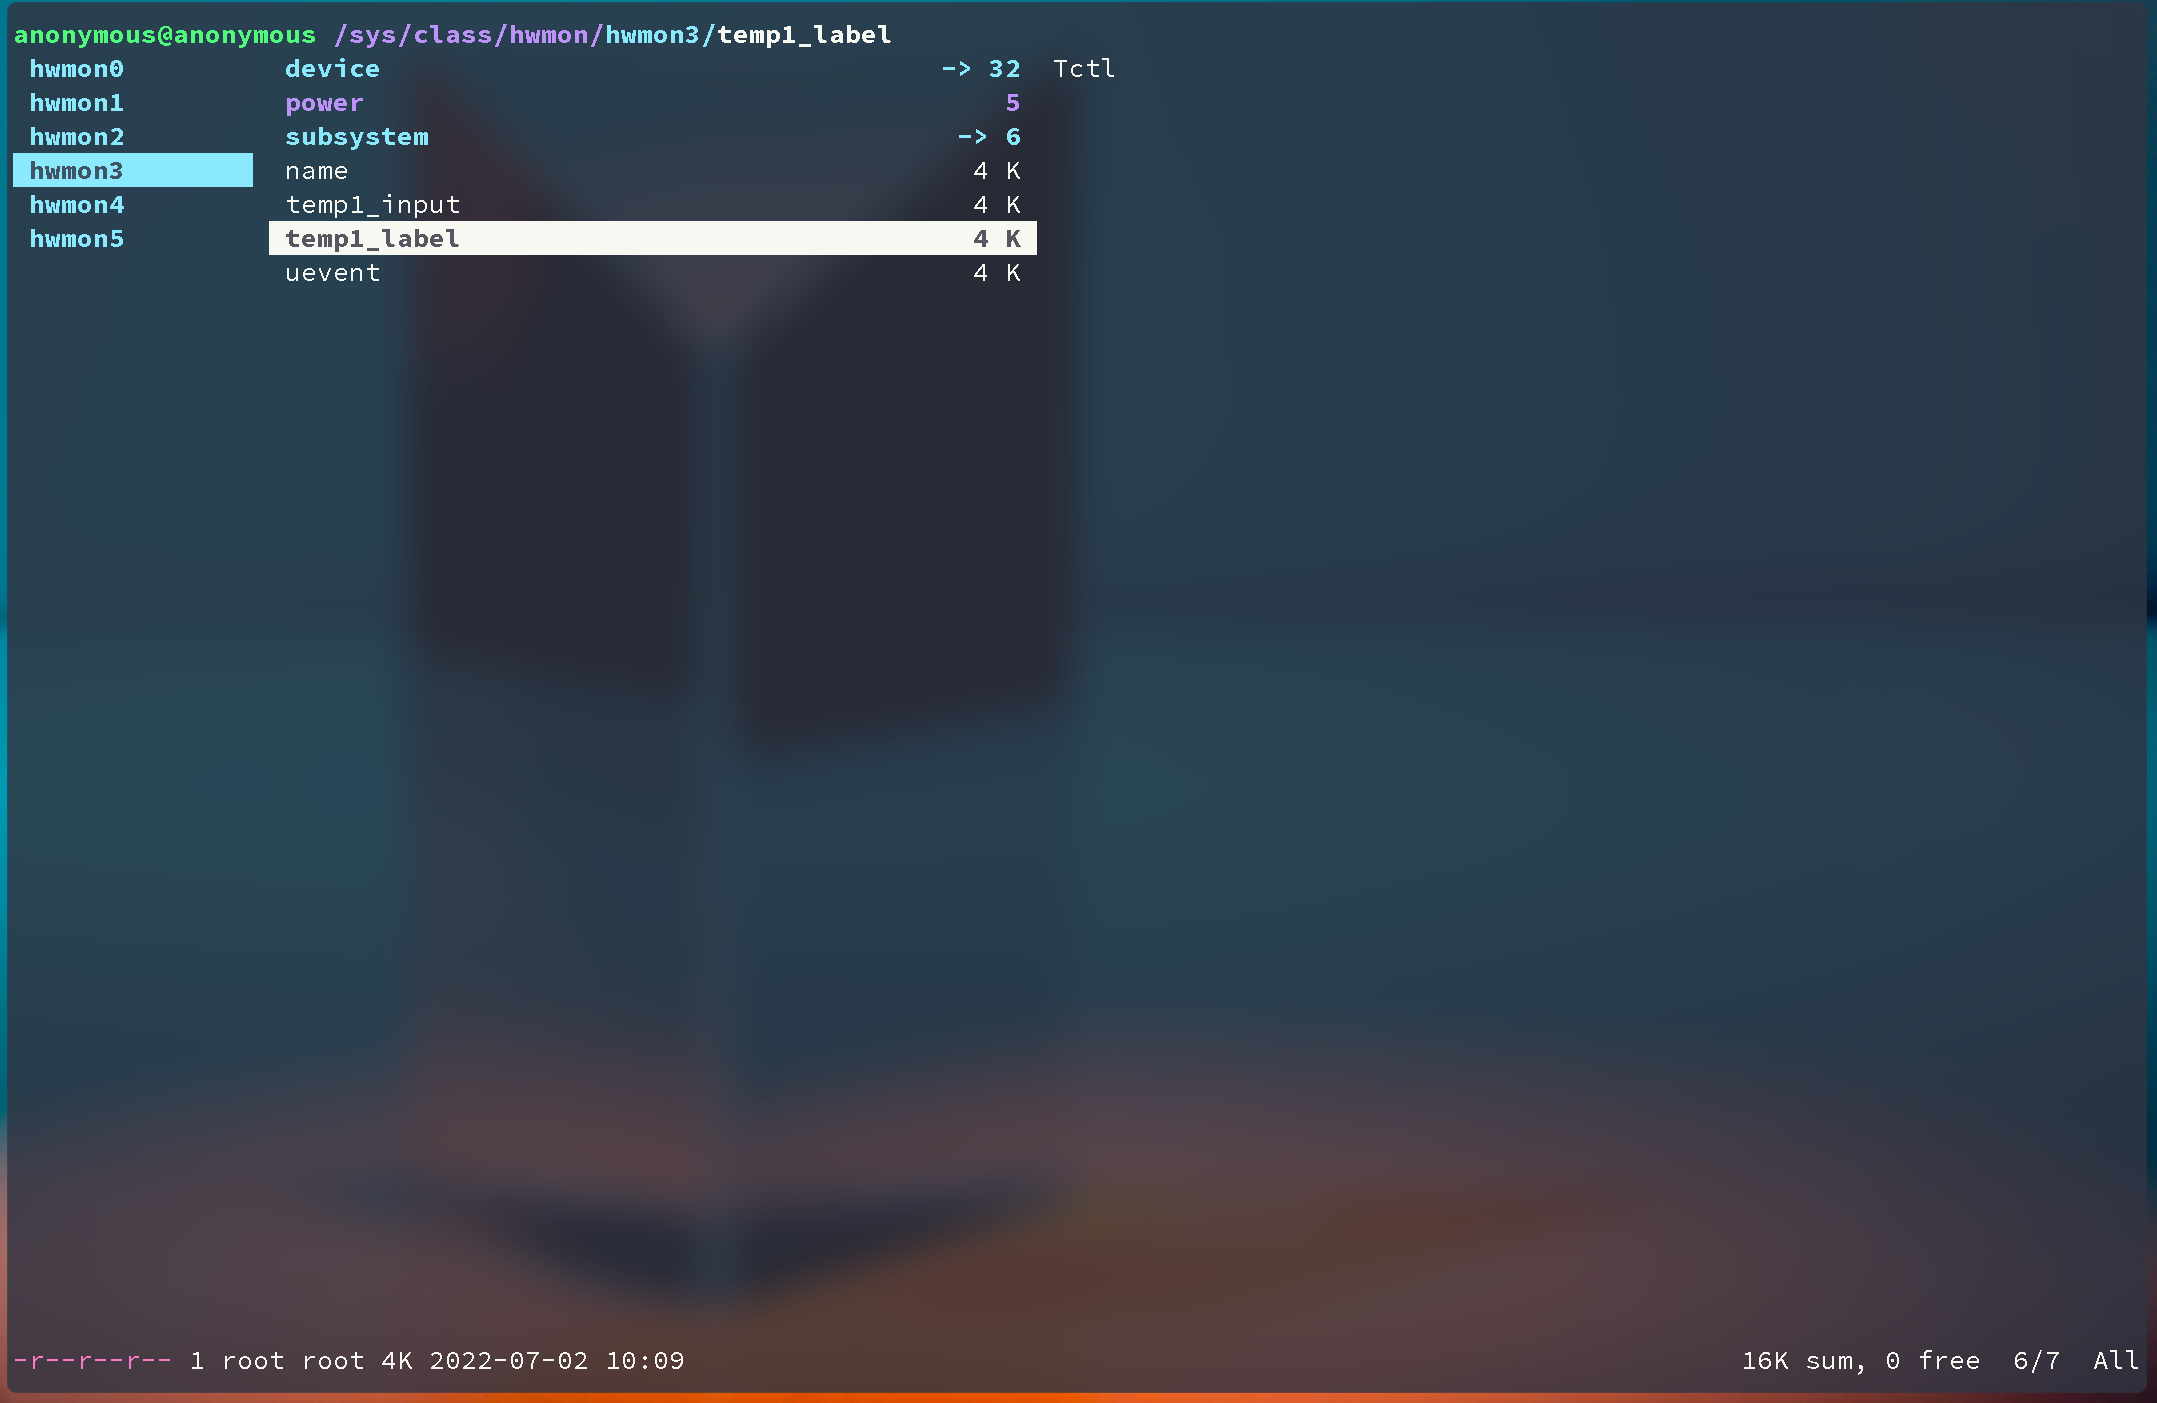 anonymous@anonymous /sys/class/hwmon/hwmon3/temp1_label
hwmon0 device -> 32 Tctl
hwmon1 power 5
hwmon2 subsystem -> 6
hwmon3 name 4 K
hwmon4 temp1_input 4 K
hwmon5 temp1_label 4 K
uevent 4 K
-r--r--r-- 1 root root 4K 2022-07-02 10:09 16K sum, 0 free 6/7 All